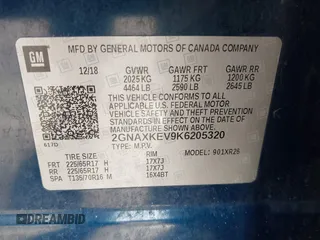 GM
MFD BY GENERAL MOTORS OF CANADA COMPANY
12/18 GVWR GAWR FRT GAWR RR
2025 KG 1175 KG 1200 KG
4464 LB 2590 LB 2645 LB
THIS VEHICLE CONFORMS TO ALL APPLICABLE U.S. FEDERAL MOTOR VEHICLE SAFETY AND THEFT PREVENTION STANDARDS IN EFFECT ON THE DATE OF MANUFACTURE SHOWN ABOVE.
2GNAXKEV9K6205320
617D TYPE: M.P.V. MODEL: 901XR26
TIRE SIZE RIM
FRT 225/65R17 H 17X7J
RR 225/65R17 H 17X7J
SPA T135/70R16 M 16X4BT
DREAMBID